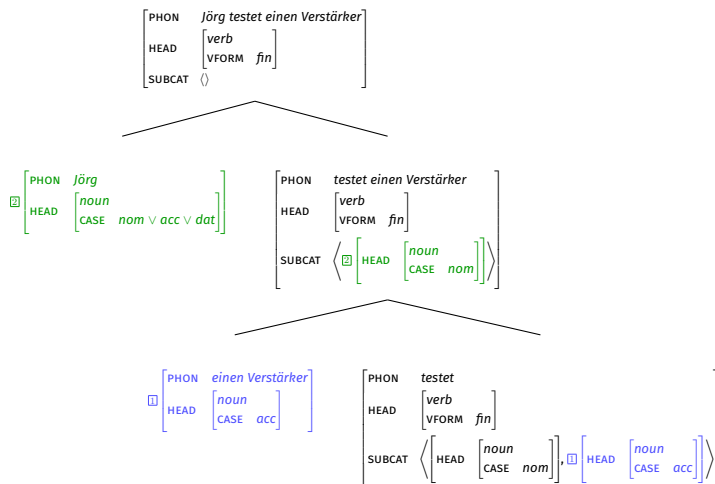 PHON Jörg testet einen Verstärker
HEAD verb
VFORM fin
SUBCAT ⟨⟩
2 PHON Jörg
HEAD noun
CASE nom ∨ acc ∨ dat
PHON testet einen Verstärker
HEAD verb
VFORM fin
SUBCAT ⟨ 2 HEAD noun
CASE nom ⟩
1 PHON einen Verstärker
HEAD noun
CASE acc
PHON testet
HEAD verb
VFORM fin
SUBCAT ⟨ HEAD noun
CASE nom , 1 HEAD noun
CASE acc ⟩